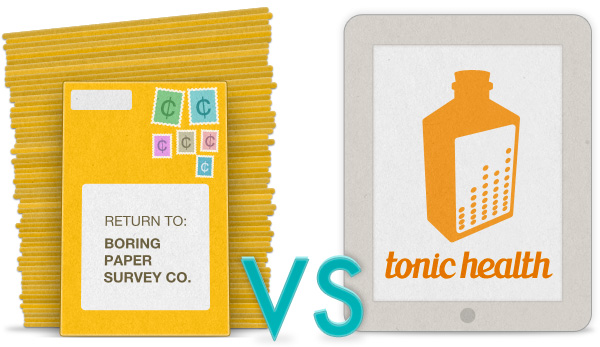 ¢ ¢
¢ ¢ ¢
¢
RETURN TO:
BORING
PAPER
SURVEY CO.
VS
tonic health